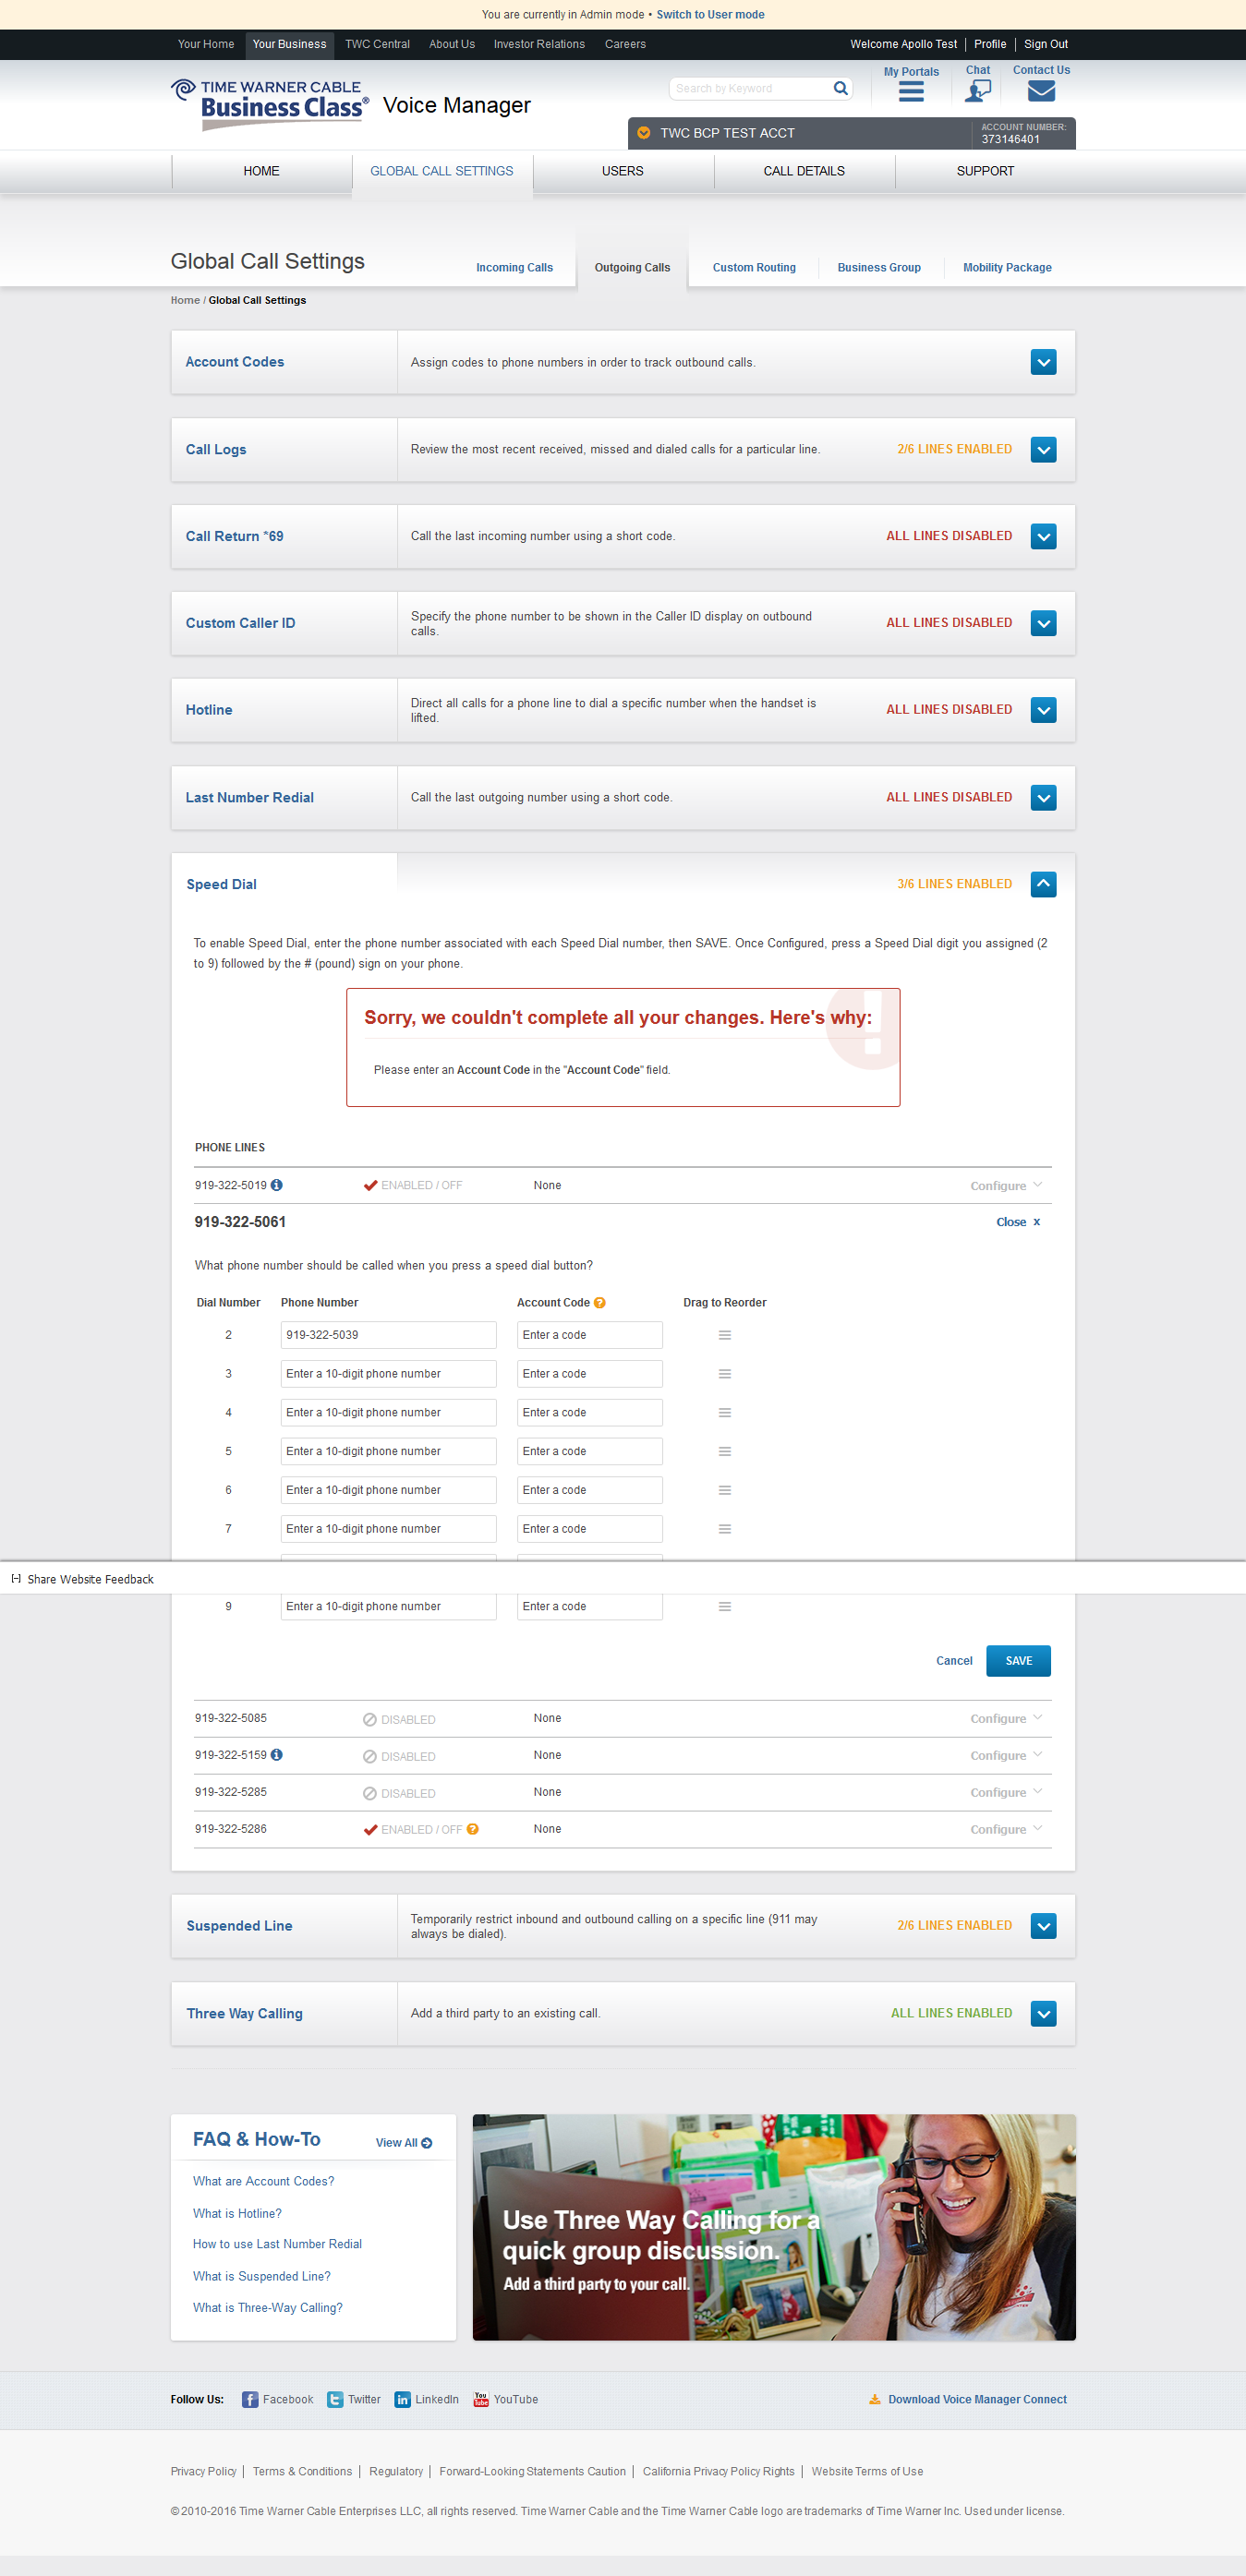 You are currently in Admin mode • Switch to User mode
Your Home Your Business TWC Central About Us Investor Relations Careers Welcome Apollo Test Profile Sign Out
TIME WARNER CABLE
Business Class® Voice Manager
Search by Keyword
My Portals Chat Contact Us
TWC BCP TEST ACCT
ACCOUNT NUMBER:
373146401
HOME GLOBAL CALL SETTINGS USERS CALL DETAILS SUPPORT
Global Call Settings
Incoming Calls Outgoing Calls Custom Routing Business Group Mobility Package
Home / Global Call Settings
Account Codes Assign codes to phone numbers in order to track outbound calls.
Call Logs Review the most recent received, missed and dialed calls for a particular line. 2/6 LINES ENABLED
Call Return *69 Call the last incoming number using a short code. ALL LINES DISABLED
Custom Caller ID Specify the phone number to be shown in the Caller ID display on outbound
calls. ALL LINES DISABLED
Hotline Direct all calls for a phone line to dial a specific number when the handset is
lifted. ALL LINES DISABLED
Last Number Redial Call the last outgoing number using a short code. ALL LINES DISABLED
Speed Dial 3/6 LINES ENABLED
To enable Speed Dial, enter the phone number associated with each Speed Dial number, then SAVE. Once Configured, press a Speed Dial digit you assigned (2
to 9) followed by the # (pound) sign on your phone.
Sorry, we couldn't complete all your changes. Here's why:
Please enter an Account Code in the "Account Code" field.
PHONE LINES
919-322-5019 ENABLED / OFF None Configure
919-322-5061 Close x
What phone number should be called when you press a speed dial button?
Dial Number Phone Number Account Code Drag to Reorder
2 919-322-5039 Enter a code
3 Enter a 10-digit phone number Enter a code
4 Enter a 10-digit phone number Enter a code
5 Enter a 10-digit phone number Enter a code
6 Enter a 10-digit phone number Enter a code
7 Enter a 10-digit phone number Enter a code
[-] Share Website Feedback
9 Enter a 10-digit phone number Enter a code
Cancel SAVE
919-322-5085 DISABLED None Configure
919-322-5159 DISABLED None Configure
919-322-5285 DISABLED None Configure
919-322-5286 ENABLED / OFF None Configure
Suspended Line Temporarily restrict inbound and outbound calling on a specific line (911 may
always be dialed). 2/6 LINES ENABLED
Three Way Calling Add a third party to an existing call. ALL LINES ENABLED
FAQ & How-To View All
What are Account Codes?
What is Hotline?
How to use Last Number Redial
What is Suspended Line?
What is Three-Way Calling?
Use Three Way Calling for a
quick group discussion.
Add a third party to your call.
Follow Us: Facebook Twitter LinkedIn YouTube Download Voice Manager Connect
Privacy Policy Terms & Conditions Regulatory Forward-Looking Statements Caution California Privacy Policy Rights Website Terms of Use
© 2010-2016 Time Warner Cable Enterprises LLC, all rights reserved. Time Warner Cable and the Time Warner Cable logo are trademarks of Time Warner Inc. Used under license.